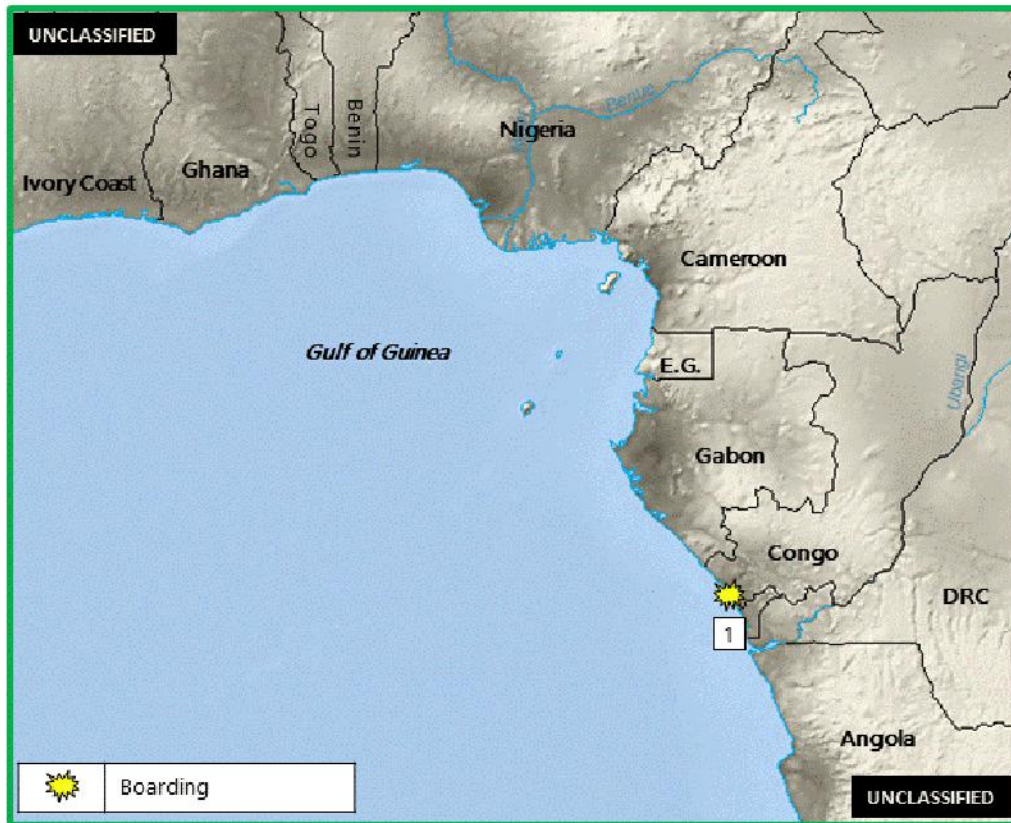 UNCLASSIFIED
Ivory Coast
Ghana
Togo
Benin
Nigeria
Benue
Cameroon
Gulf of Guinea
E.G.
Ubangi
Gabon
Congo
DRC
1
Angola
Boarding
UNCLASSIFIED